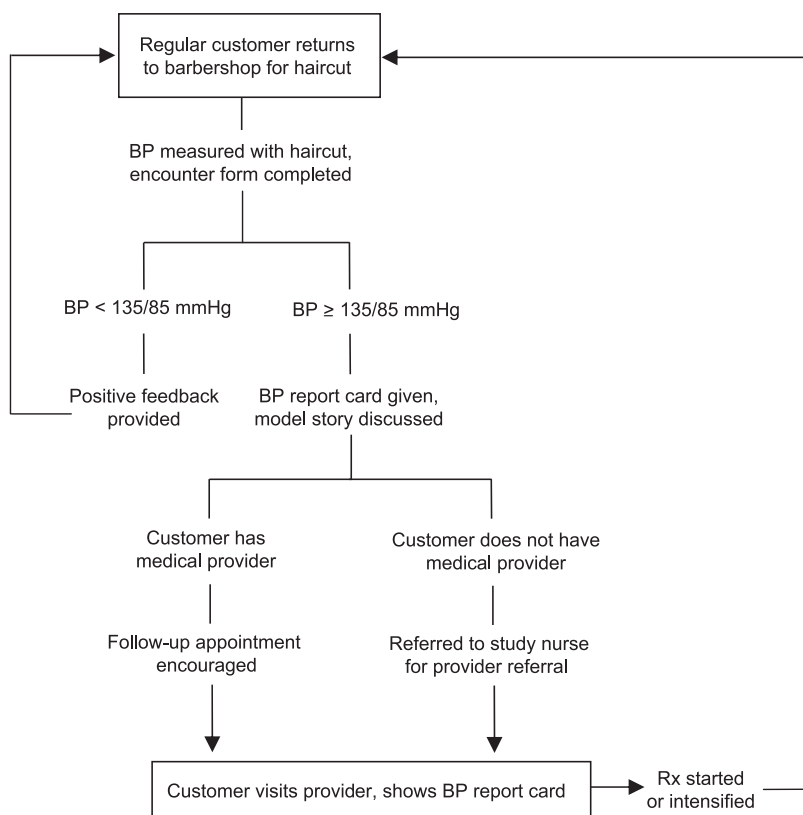 Regular customer returns
to barbershop for haircut
BP measured with haircut,
encounter form completed
BP < 135/85 mmHg
BP ≥ 135/85 mmHg
Positive feedback
provided
BP report card given,
model story discussed
Customer has
medical provider
Customer does not have
medical provider
Follow-up appointment
encouraged
Referred to study nurse
for provider referral
Customer visits provider, shows BP report card
Rx started
or intensified